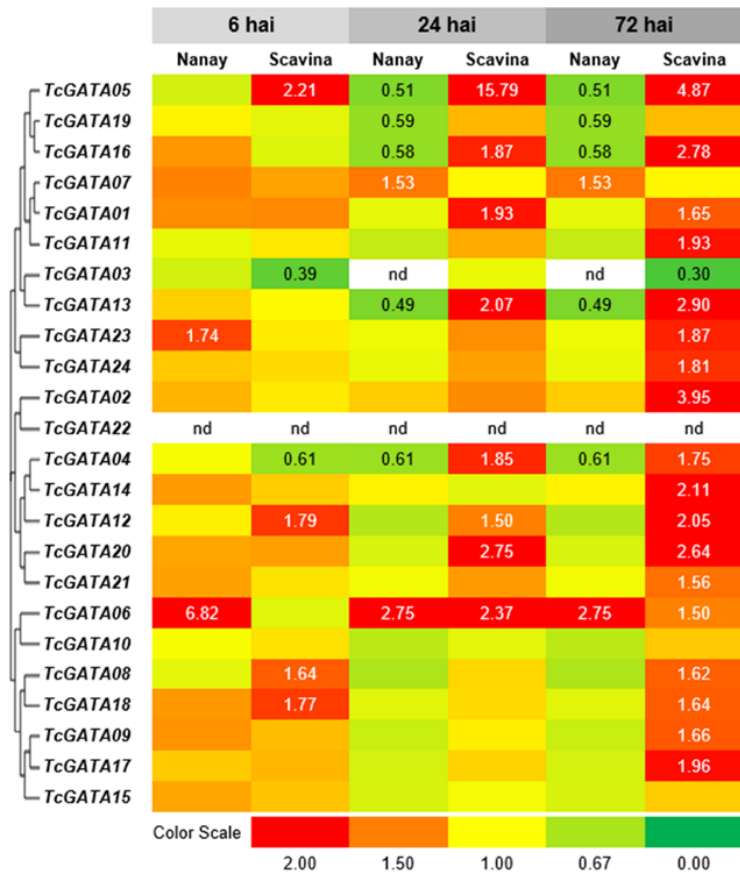 6 hai 24 hai 72 hai
Nanay Scavina Nanay Scavina Nanay Scavina
TcGATA05 2.21 0.51 15.79 0.51 4.87
TcGATA19 0.59 0.59
TcGATA16 0.58 1.87 0.58 2.78
TcGATA07 1.53 1.53
TcGATA01 1.93 1.65
TcGATA11 1.93
TcGATA03 0.39 nd nd 0.30
TcGATA13 0.49 2.07 0.49 2.90
TcGATA23 1.74 1.87
TcGATA24 1.81
TcGATA02 3.95
TcGATA22 nd nd nd nd nd nd
TcGATA04 0.61 0.61 1.85 0.61 1.75
TcGATA14 2.11
TcGATA12 1.79 1.50 2.05
TcGATA20 2.75 2.64
TcGATA21 1.56
TcGATA06 6.82 2.75 2.37 2.75 1.50
TcGATA10
TcGATA08 1.64 1.62
TcGATA18 1.77 1.64
TcGATA09 1.66
TcGATA17 1.96
TcGATA15
Color Scale
2.00 1.50 1.00 0.67 0.00